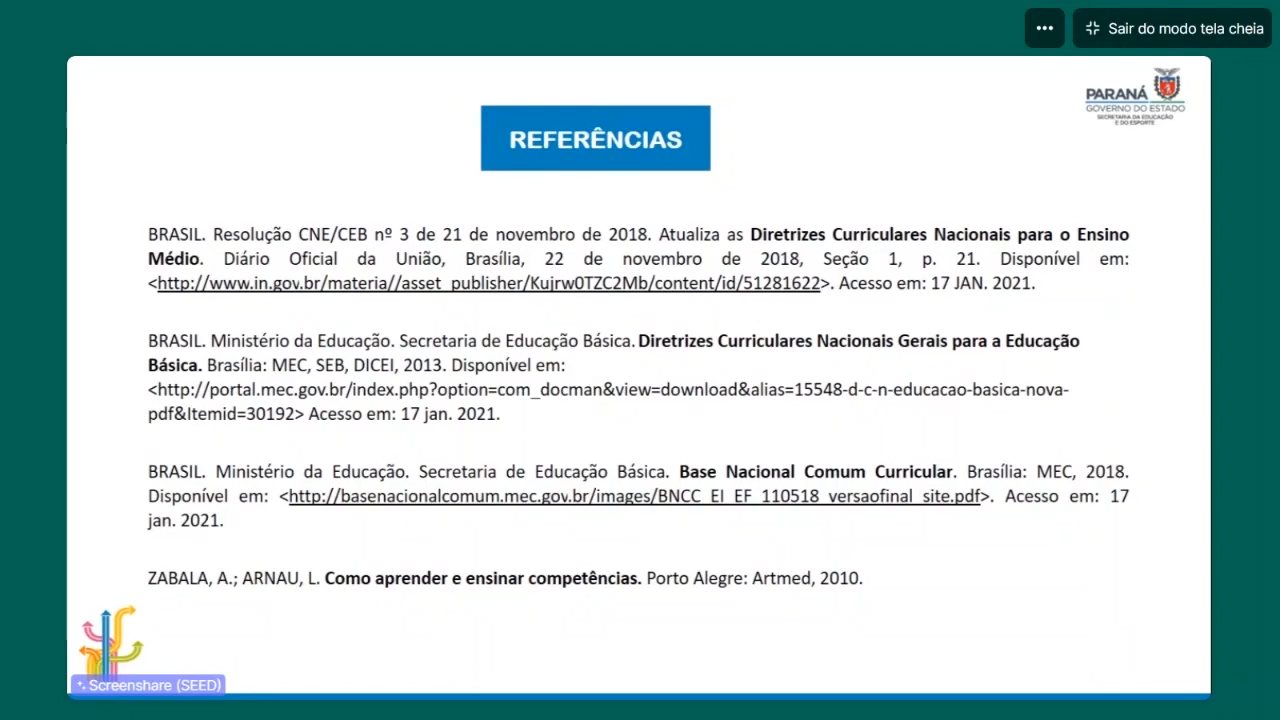 Sair do modo tela cheia
PARANÁ
GOVERNO DO ESTADO
SECRETARIA DA EDUCAÇÃO
E DO ESPORTE
REFERÊNCIAS
BRASIL. Resolução CNE/CEB nº 3 de 21 de novembro de 2018. Atualiza as Diretrizes Curriculares Nacionais para o Ensino
Médio. Diário Oficial da União, Brasília, 22 de novembro de 2018, Seção 1, p. 21. Disponível em:
<http://www.in.gov.br/materia//asset_publisher/Kujrw0TZC2Mb/content/id/51281622>. Acesso em: 17 JAN. 2021.
BRASIL. Ministério da Educação. Secretaria de Educação Básica. Diretrizes Curriculares Nacionais Gerais para a Educação
Básica. Brasília: MEC, SEB, DICEI, 2013. Disponível em:
<http://portal.mec.gov.br/index.php?option=com_docman&view=download&alias=15548-d-c-n-educacao-basica-nova-
pdf&Itemid=30192> Acesso em: 17 jan. 2021.
BRASIL. Ministério da Educação. Secretaria de Educação Básica. Base Nacional Comum Curricular. Brasília: MEC, 2018.
Disponível em: <http://basenacionalcomum.mec.gov.br/images/BNCC_EI_EF_110518_versaofinal_site.pdf>. Acesso em: 17
jan. 2021.
ZABALA, A.; ARNAU, L. Como aprender e ensinar competências. Porto Alegre: Artmed, 2010.
Screenshare (SEED)